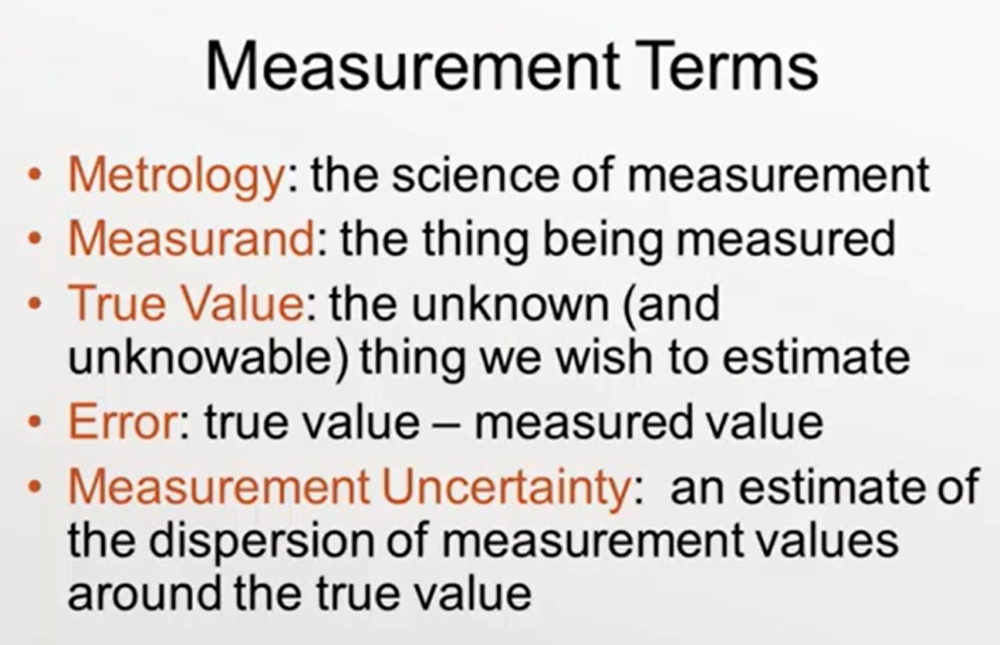 Measurement Terms
• Metrology: the science of measurement
• Measurand: the thing being measured
• True Value: the unknown (and
unknowable) thing we wish to estimate
• Error: true value – measured value
• Measurement Uncertainty:  an estimate of
the dispersion of measurement values
around the true value